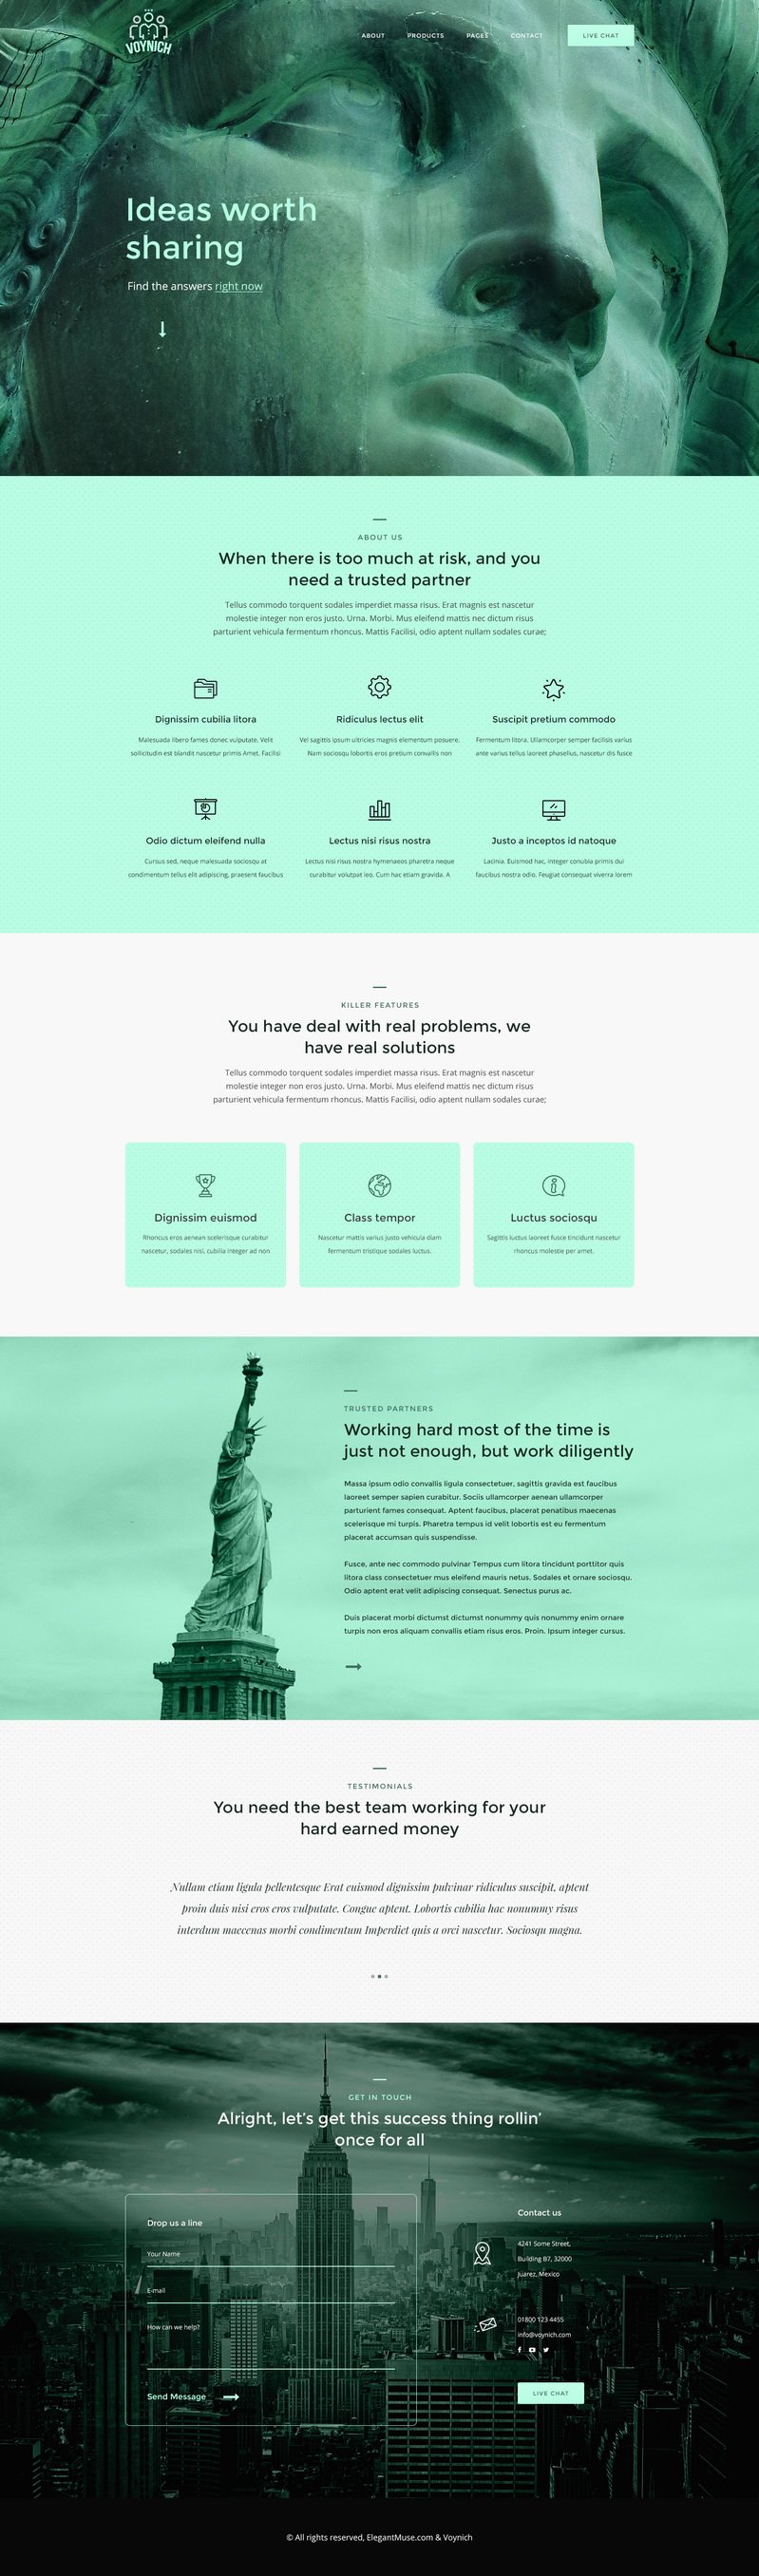 VOYNICH
ABOUT
PRODUCTS
PAGES
CONTACT
LIVE CHAT
Ideas worth
sharing
Find the answers right now
ABOUT US
When there is too much at risk, and you
need a trusted partner
Tellus commodo torquent sodales imperdiet massa risus. Erat magnis est nascetur
molestie integer non eros justo. Urna. Morbi. Mus eleifend mattis nec dictum risus
parturient vehicula fermentum rhoncus. Mattis Facilisi, odio aptent nullam sodales curae;
Dignissim cubilia litora
Malesuada libero fames donec vulputate. Velit
sollicitudin est blandit nascetur primis Amet. Facilisi
Ridiculus lectus elit
Vel sagittis ipsum ultricies magnis elementum posuere.
Nam sociosqu lobortis eros pretium convallis non
Suscipit pretium commodo
Fermentum litora. Ullamcorper semper facilisis varius
ante varius tellus laoreet phasellus, nascetur dis fusce
Odio dictum eleifend nulla
Cursus sed, neque malesuada sociosqu at
condimentum tellus elit adipiscing, praesent faucibus
Lectus nisi risus nostra
Lectus nisi risus nostra hymenaeos pharetra neque
curabitur volutpat leo. Cum hac etiam gravida. A
Justo a inceptos id natoque
Lacinia. Euismod hac, integer conubia primis dui
faucibus nostra odio. Feugiat consequat viverra lorem
KILLER FEATURES
You have deal with real problems, we
have real solutions
Tellus commodo torquent sodales imperdiet massa risus. Erat magnis est nascetur
molestie integer non eros justo. Urna. Morbi. Mus eleifend mattis nec dictum risus
parturient vehicula fermentum rhoncus. Mattis Facilisi, odio aptent nullam sodales curae;
Dignissim euismod
Rhoncus eros aenean scelerisque curabitur
nascetur, sodales nisi, cubilia integer ad non
Class tempor
Nascetur mattis varius justo vehicula diam
fermentum tristique sodales luctus.
Luctus sociosqu
Sagittis luctus laoreet fusce tincidunt nascetur
rhoncus molestie per amet.
TRUSTED PARTNERS
Working hard most of the time is
just not enough, but work diligently
Massa ipsum odio convallis ligula consectetuer, sagittis gravida est faucibus
laoreet semper sapien curabitur. Sociis ullamcorper aenean ullamcorper
parturient fames consequat. Aptent faucibus, placerat penatibus maecenas
scelerisque mi turpis. Pharetra tempus id velit lobortis est eu fermentum
placerat accumsan quis suspendisse.
Fusce, ante nec commodo pulvinar Tempus cum litora tincidunt porttitor quis
litora class consectetuer mus eleifend mauris netus. Sodales et ornare sociosqu.
Odio aptent erat velit adipiscing consequat. Senectus purus ac.
Duis placerat morbi dictumst dictumst nonummy quis nonummy enim ornare
turpis non eros aliquam convallis etiam risus eros. Proin. Ipsum integer cursus.
TESTIMONIALS
You need the best team working for your
hard earned money
Nullam etiam ligula pellentesque Erat euismod dignissim pulvinar ridiculus suscipit, aptent
proin duis nisi eros eros vulputate. Congue aptent. Lobortis cubilia hac nonummy risus
interdum maecenas morbi condimentum Imperdiet quis a orci nascetur. Sociosqu magna.
GET IN TOUCH
Alright, let's get this success thing rollin'
once for all
Drop us a line
Your Name
E-mail
How can we help?
Send Message
Contact us
4241 Some Street,
Building B7, 32000
Juarez, Mexico
01800 123 4455
info@voynich.com
LIVE CHAT
© All rights reserved, ElegantMuse.com & Voynich